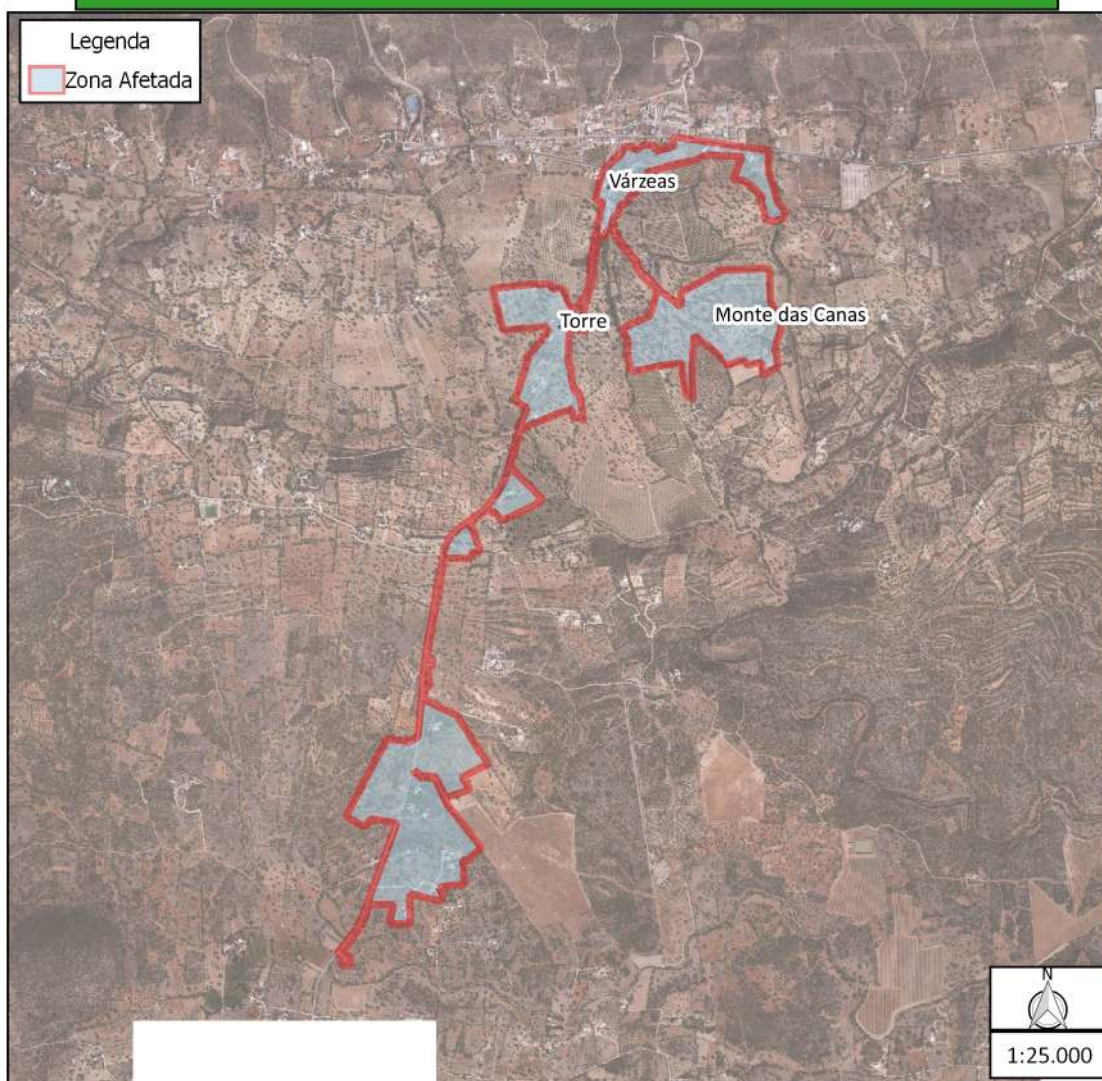 Legenda
Zona Afetada
Várzeas
Torre
Monte das Canas
N
1:25.000